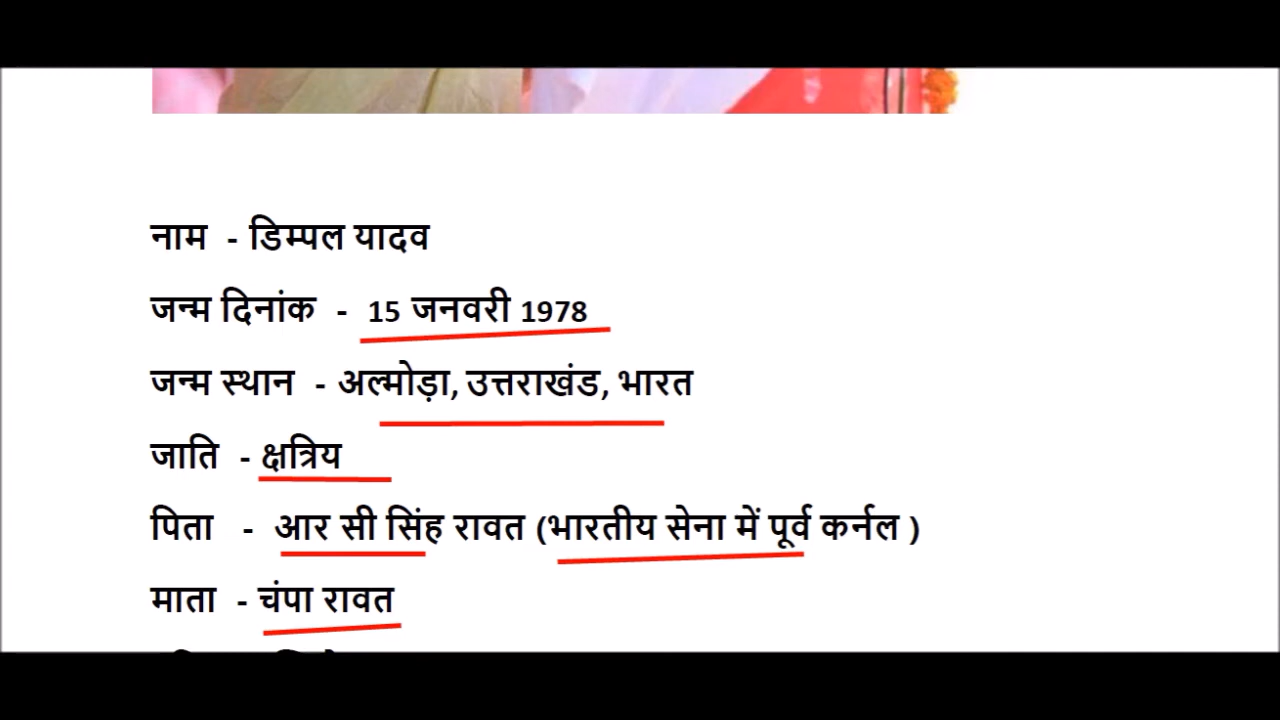 नाम - डिम्पल यादव
जन्म दिनांक - 15 जनवरी 1978
जन्म स्थान - अल्मोड़ा, उत्तराखंड, भारत
जाति - क्षत्रिय
पिता - आर सी सिंह रावत (भारतीय सेना में पूर्व कर्नल )
माता - चंपा रावत